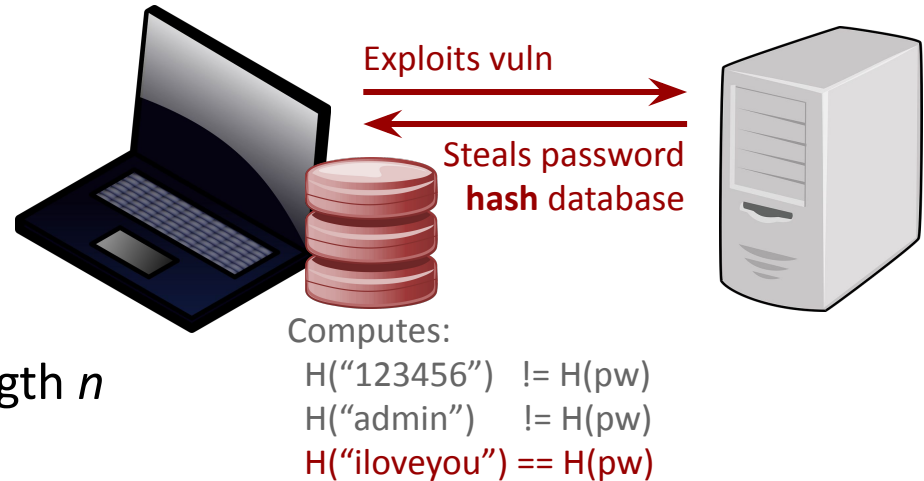 Exploits vuln
Steals password
hash database
Computes:
H(“123456”) != H(pw)
gth n
H(“admin”) != H(pw)
H(“iloveyou”) == H(pw)